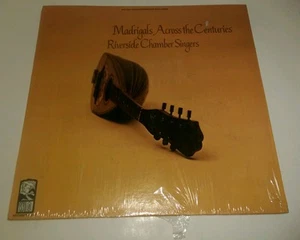 Madrigals Across the Centuries
Riverside Chamber Singers